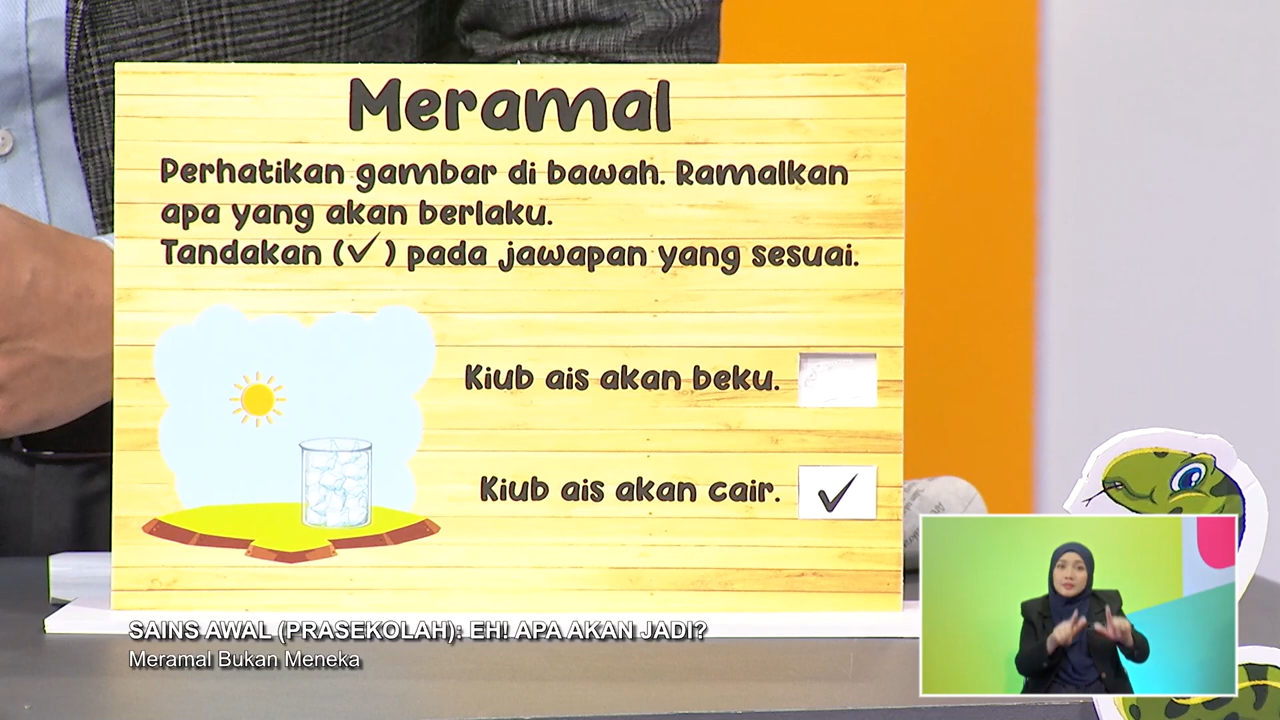 Meramal
Perhatikan gambar di bawah. Ramalkan
apa yang akan berlaku.
Tandakan (✓) pada jawapan yang sesuai.
Kiub ais akan beku.
Kiub ais akan cair.
✓
SAINS AWAL (PRASEKOLAH): EH! APA AKAN JADI?
Meramal Bukan Meneka